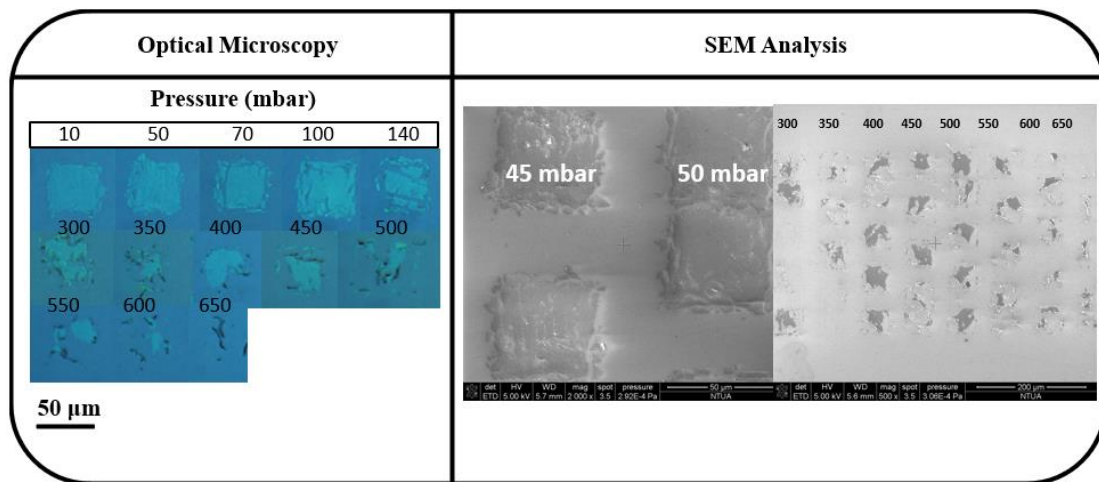 Optical Microscopy
SEM Analysis
Pressure (mbar)
10 50 70 100 140
300 350 400 450 500
550 600 650
50 µm
45 mbar
50 mbar
det HV WD mag spot pressure 50 µm
ETD 5.00 kV 5.7 mm 2 000 x 3.5 2.92E-4 Pa NTUA
300 350 400 450 500 550 600 650
det HV WD mag spot pressure 200 µm
ETD 5.00 kV 5.6 mm 500 x 3.5 3.06E-4 Pa NTUA